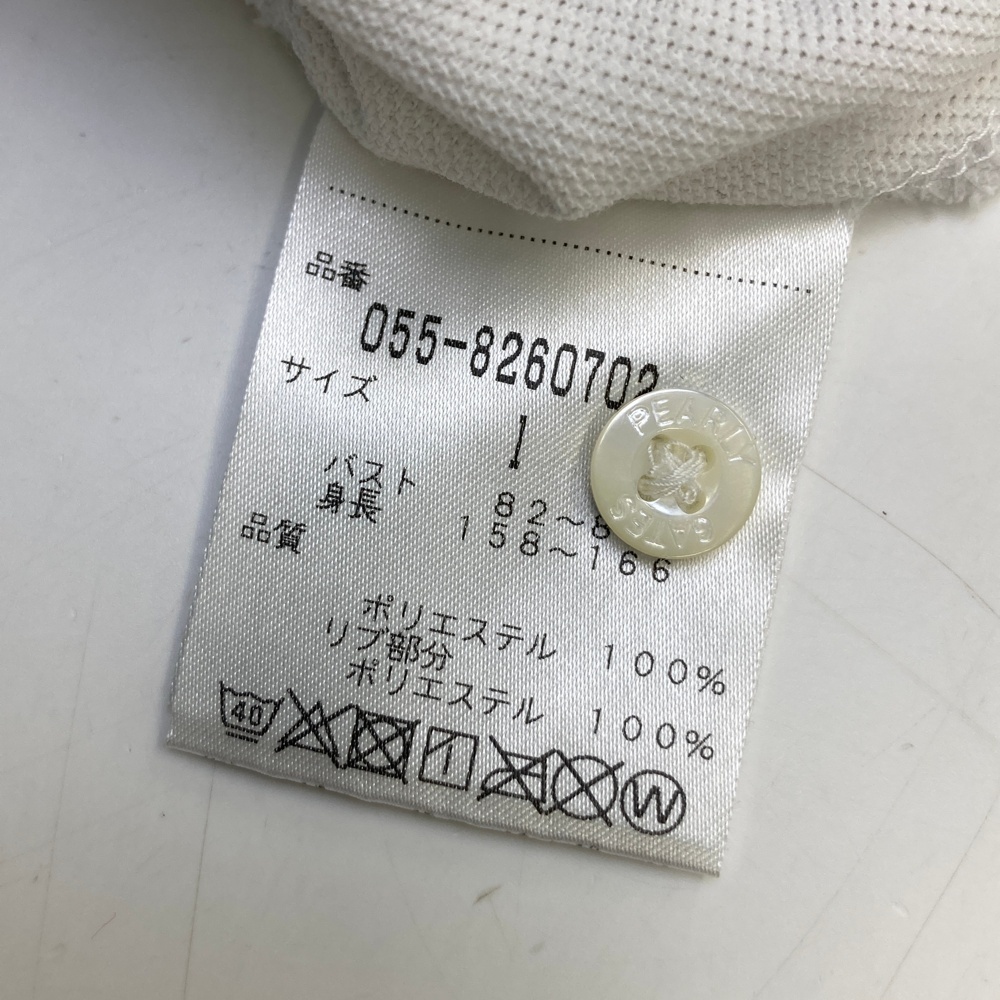 品番
055-8260702
サイズ
1
バスト 82～8
身長 158～166
品質
ポリエステル 100%
リブ部分
ポリエステル 100%
40
W
PEARLY
GATES